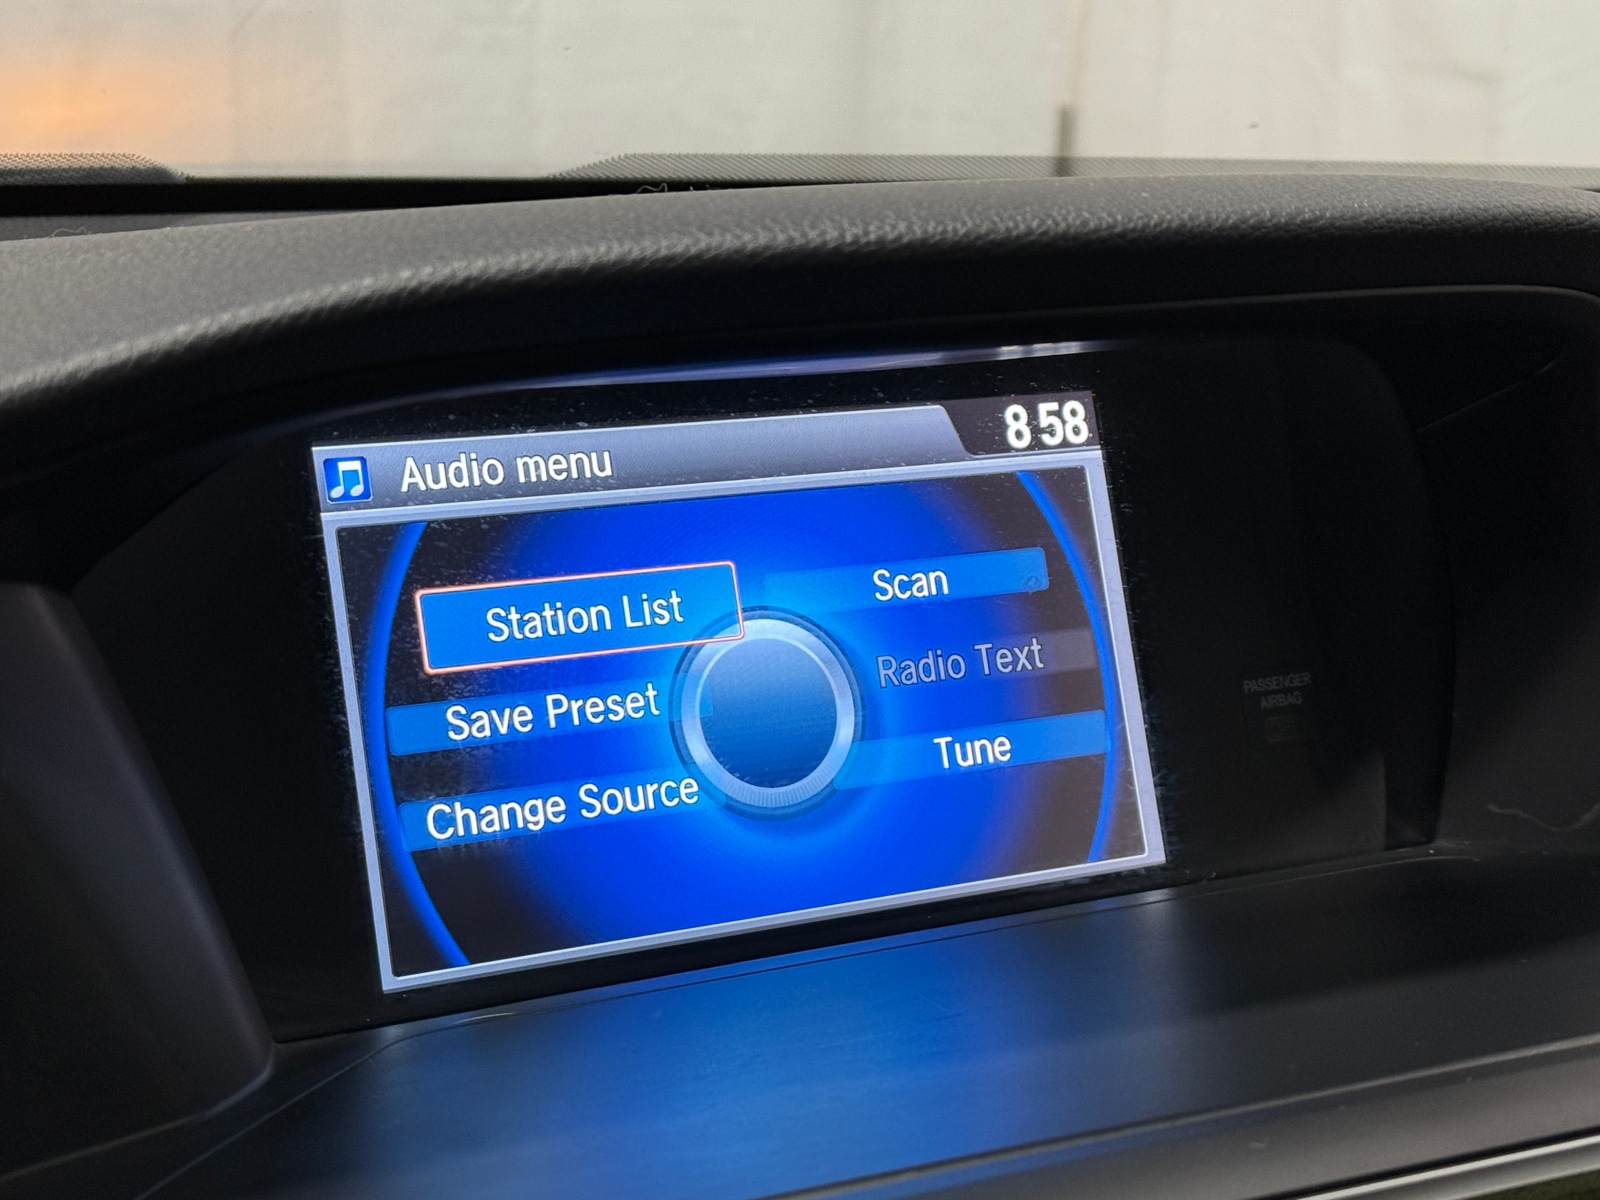 Audio menu
8:58
Station List
Save Preset
Change Source
Scan
Radio Text
Tune
PASSENGER
AIRBAG